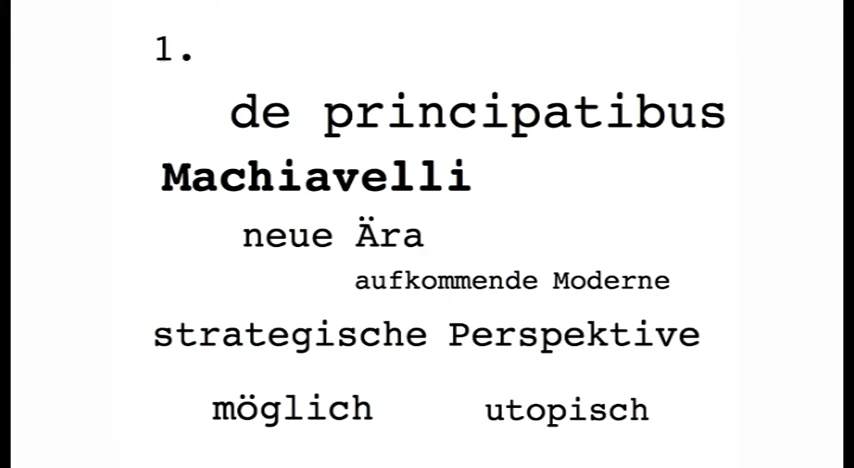 1.
de principatibus
Machiavelli
neue Ära
aufkommende Moderne
strategische Perspektive
möglich utopisch